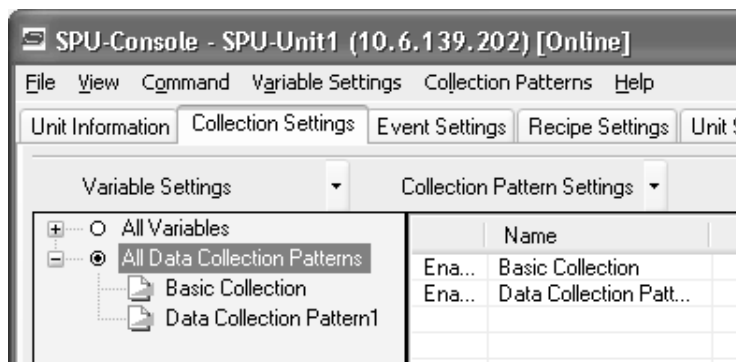 SPU-Console - SPU-Unit1 (10.6.139.202) [Online]
File View Command Variable Settings Collection Patterns Help
Unit Information Collection Settings Event Settings Recipe Settings Unit
Variable Settings Collection Pattern Settings
All Variables
All Data Collection Patterns
Basic Collection
Data Collection Pattern1
Name
Ena... Basic Collection
Ena... Data Collection Patt...